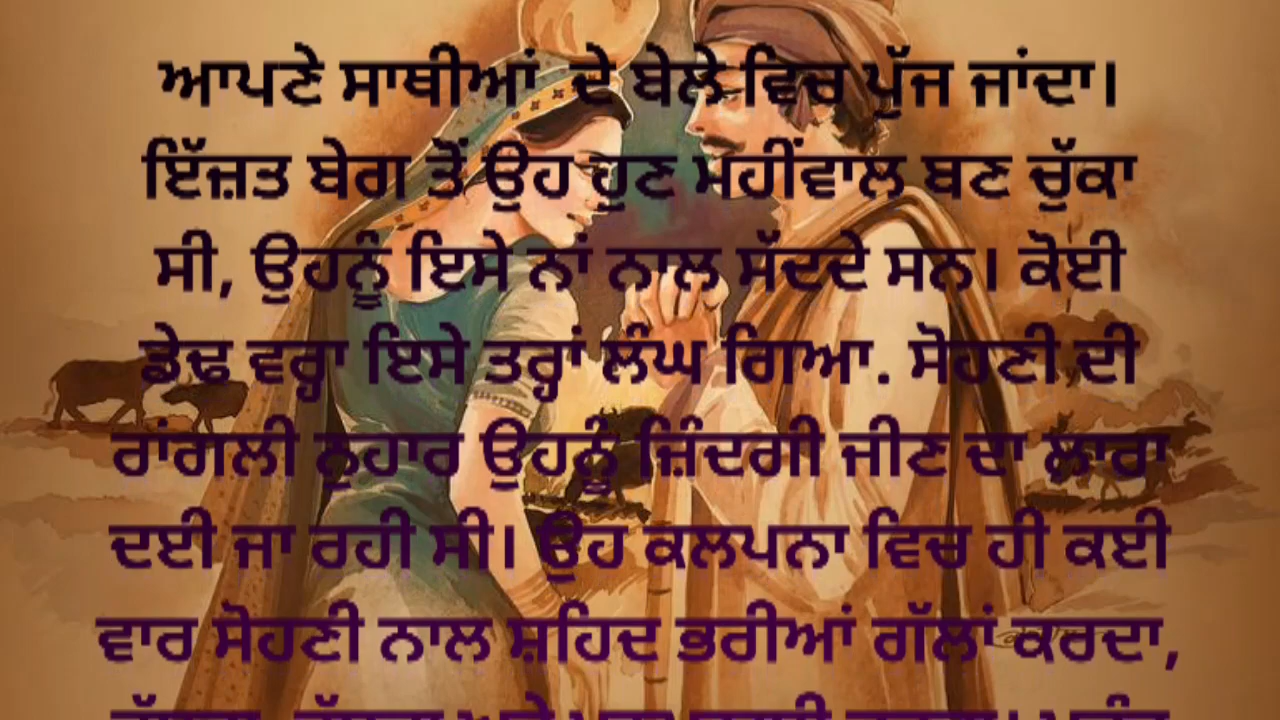 ਆਪਣੇ ਸਾਥੀਆਂ ਦੇ ਬੇਲੇ ਵਿਚ ਪੁੱਜ ਜਾਂਦਾ।
ਇੱਜ਼ਤ ਬੇਗ ਤੋਂ ਉਹ ਹੁਣ ਮਹੀਂਵਾਲ ਬਣ ਚੁੱਕਾ
ਸੀ, ਉਹਨੂੰ ਇਸੇ ਨਾਂ ਨਾਲ ਸੱਦਦੇ ਸਨ। ਕੋਈ
ਡੇਢ ਵਰ੍ਹਾ ਇਸੇ ਤਰ੍ਹਾਂ ਲੰਘ ਗਿਆ. ਸੋਹਣੀ ਦੀ
ਰਾਂਗਲੀ ਨੁਹਾਰ ਉਹਨੂੰ ਜ਼ਿੰਦਗੀ ਜੀਣ ਦਾ ਲਾਰਾ
ਦਈ ਜਾ ਰਹੀ ਸੀ। ਉਹ ਕਲਪਨਾ ਵਿਚ ਹੀ ਕਈ
ਵਾਰ ਸੋਹਣੀ ਨਾਲ ਸ਼ਹਿਦ ਭਰੀਆਂ ਗੱਲਾਂ ਕਰਦਾ,